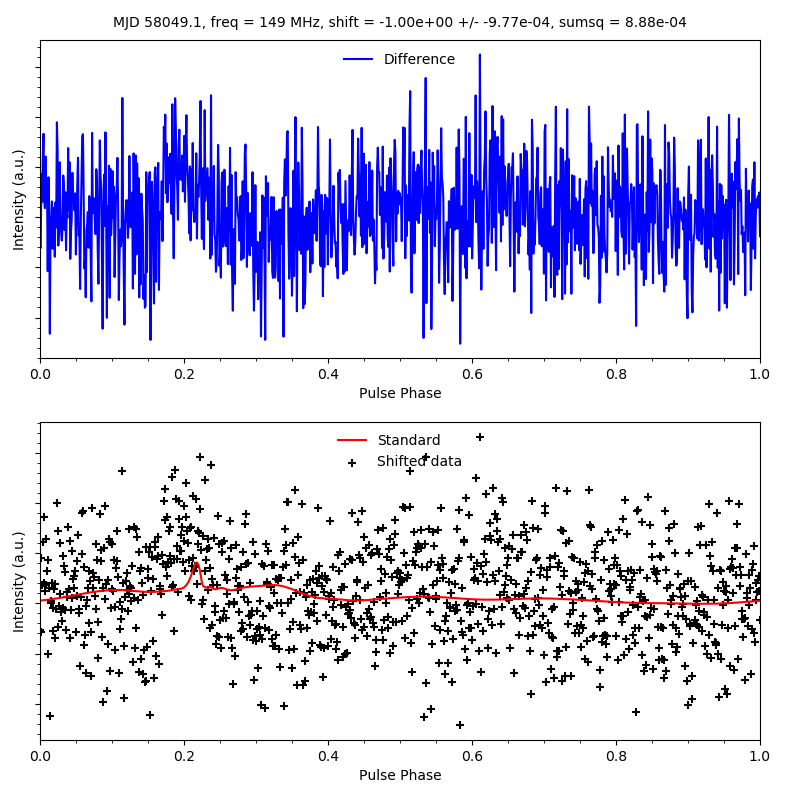 MJD 58049.1, freq = 149 MHz, shift = -1.00e+00 +/- -9.77e-04, sumsq = 8.88e-04
Difference
Intensity (a.u.)
0.0 0.2 0.4 0.6 0.8 1.0
Pulse Phase
Standard
Shifted data
Intensity (a.u.)
0.0 0.2 0.4 0.6 0.8 1.0
Pulse Phase